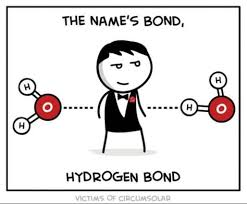 THE NAME'S BOND,
H
H
O
H
H
O
HYDROGEN BOND
VICTIMS OF CIRCUMSOLAR